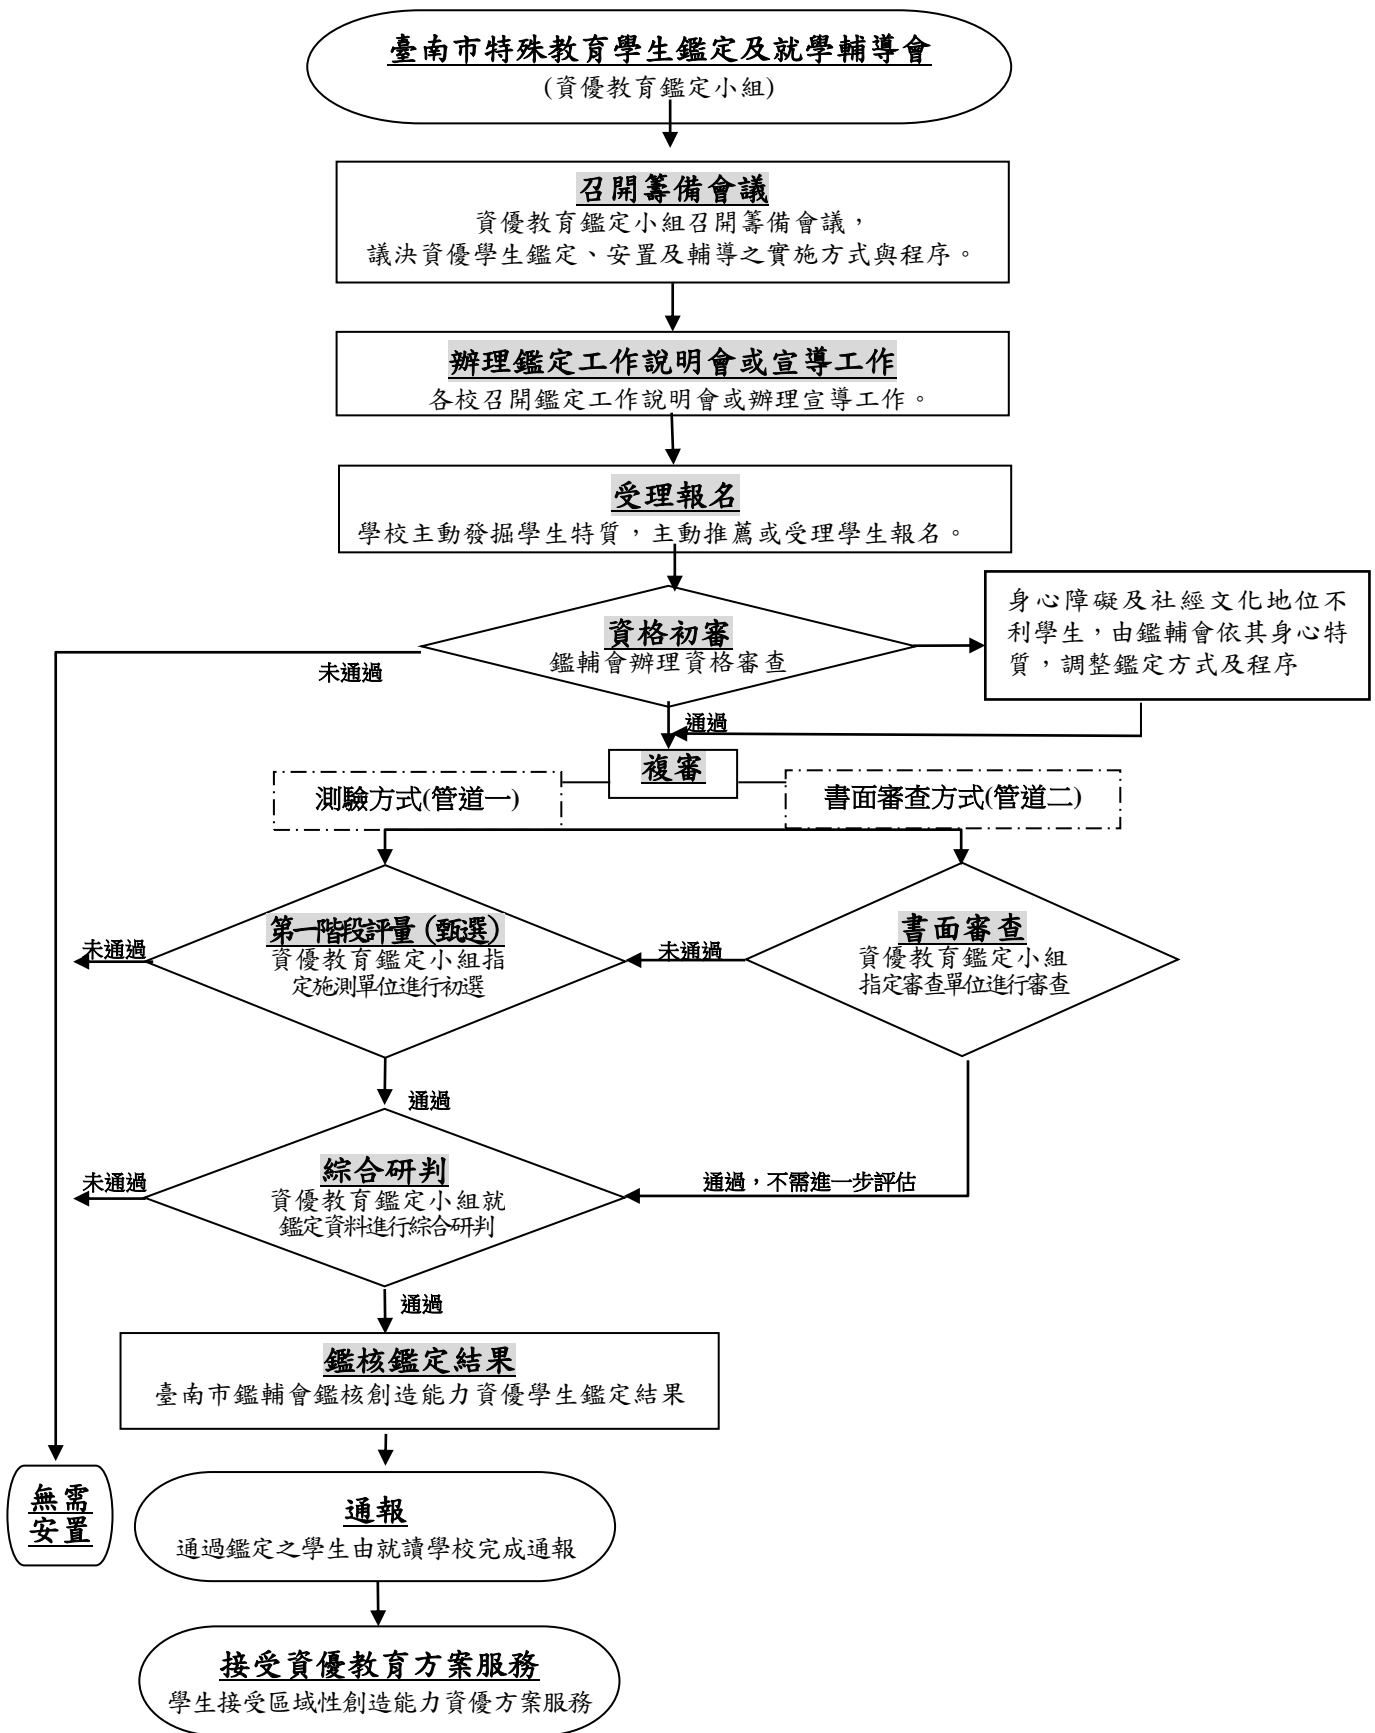 臺南市特殊教育學生鑑定及就學輔導會
(資優教育鑑定小組)
召開籌備會議
資優教育鑑定小組召開籌備會議，
議決資優學生鑑定、安置及輔導之實施方式與程序。
辦理鑑定工作說明會或宣導工作
各校召開鑑定工作說明會或辦理宣導工作。
受理報名
學校主動發掘學生特質，主動推薦或受理學生報名。
資格初審
鑑輔會辦理資格審查
身心障礙及社經文化地位不
利學生，由鑑輔會依其身心特
質，調整鑑定方式及程序
未通過
通過
複審
測驗方式(管道一)
書面審查方式(管道二)
第一階段評量(甄選)
資優教育鑑定小組指
定施測單位進行初選
書面審查
資優教育鑑定小組
指定審查單位進行審查
未通過
未通過
通過
綜合研判
資優教育鑑定小組就
鑑定資料進行綜合研判
未通過
通過，不需進一步評估
通過
鑑核鑑定結果
臺南市鑑輔會鑑核創造能力資優學生鑑定結果
無需
安置
通報
通過鑑定之學生由就讀學校完成通報
接受資優教育方案服務
學生接受區域性創造能力資優方案服務